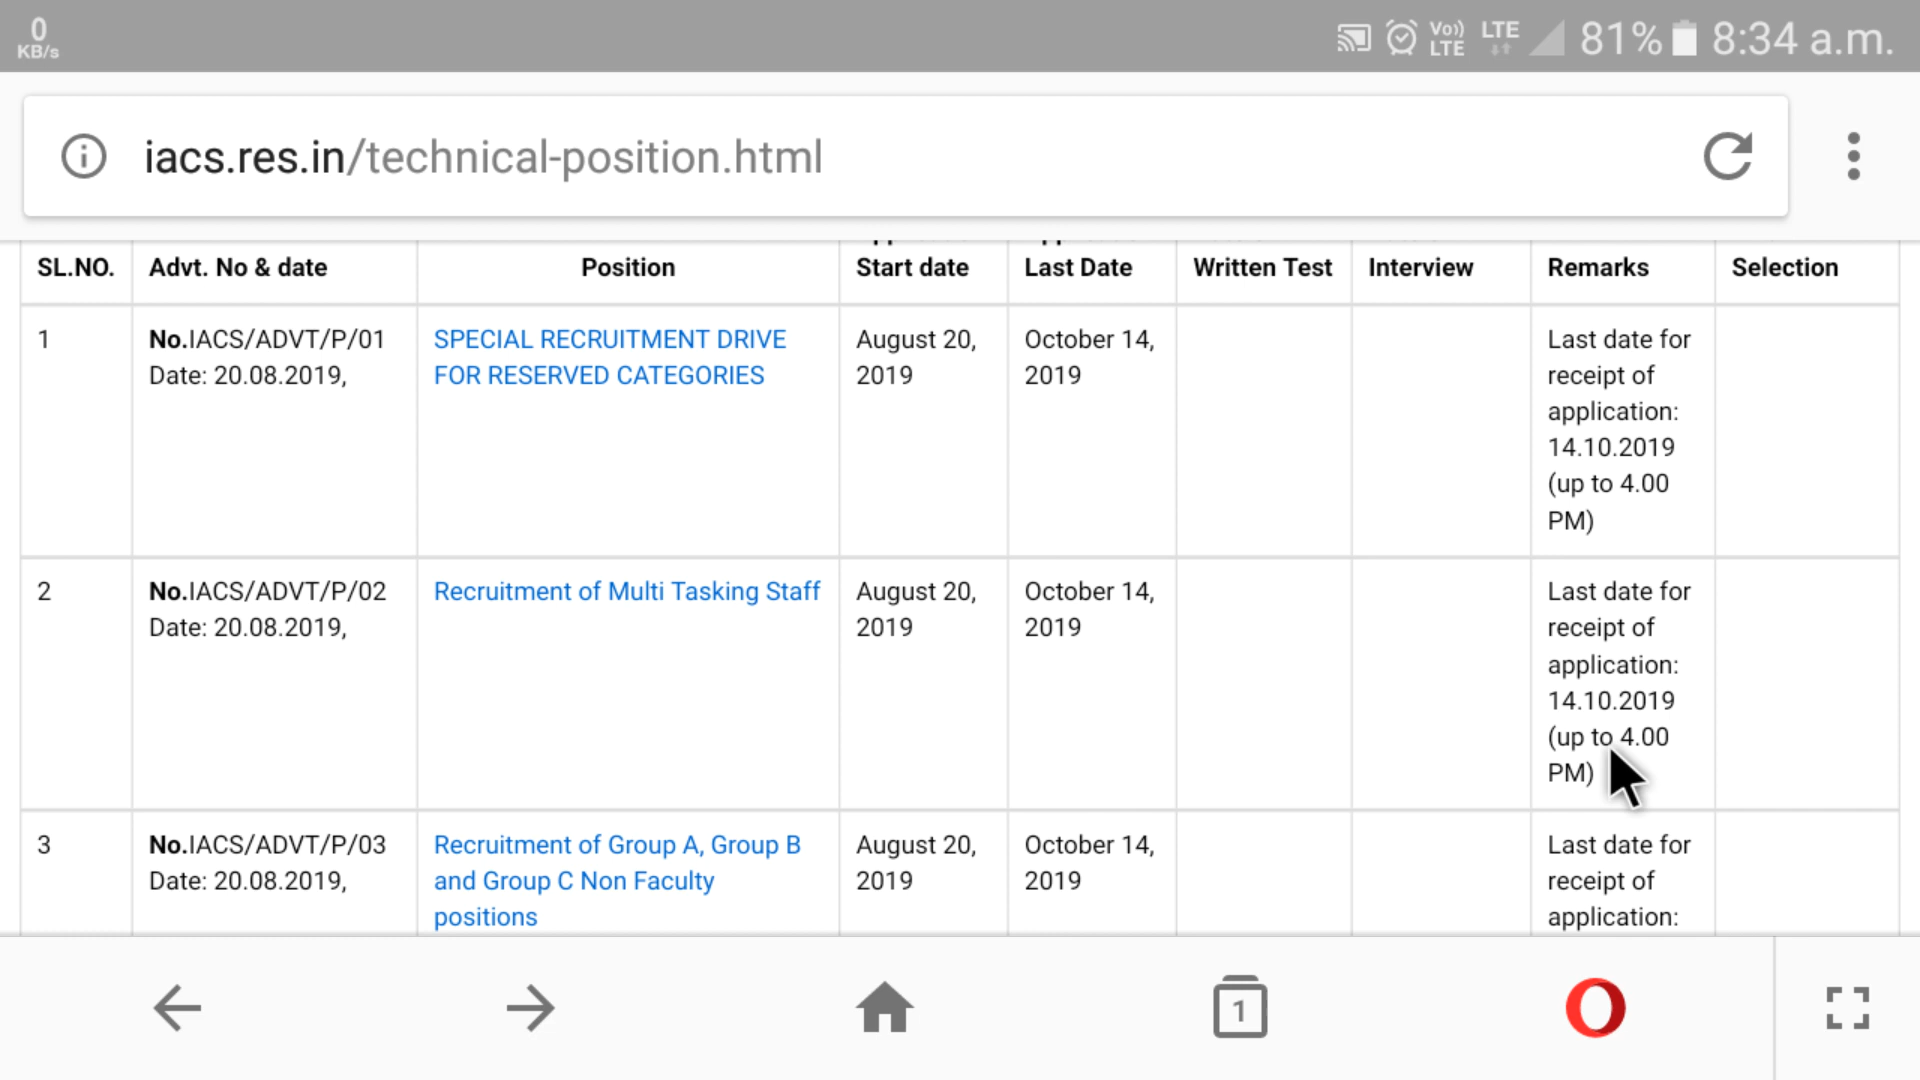 0
KB/s
Vo))
LTE
LTE
81%
8:34 a.m.
iacs.res.in/technical-position.html
SL.NO.
Advt. No & date
Position
Start date
Last Date
Written Test
Interview
Remarks
Selection
1
No.IACS/ADVT/P/01
Date: 20.08.2019,
SPECIAL RECRUITMENT DRIVE
FOR RESERVED CATEGORIES
August 20,
2019
October 14,
2019
Last date for
receipt of
application:
14.10.2019
(up to 4.00
PM)
2
No.IACS/ADVT/P/02
Date: 20.08.2019,
Recruitment of Multi Tasking Staff
August 20,
2019
October 14,
2019
Last date for
receipt of
application:
14.10.2019
(up to 4.00
PM)
3
No.IACS/ADVT/P/03
Date: 20.08.2019,
Recruitment of Group A, Group B
and Group C Non Faculty
positions
August 20,
2019
October 14,
2019
Last date for
receipt of
application:
1